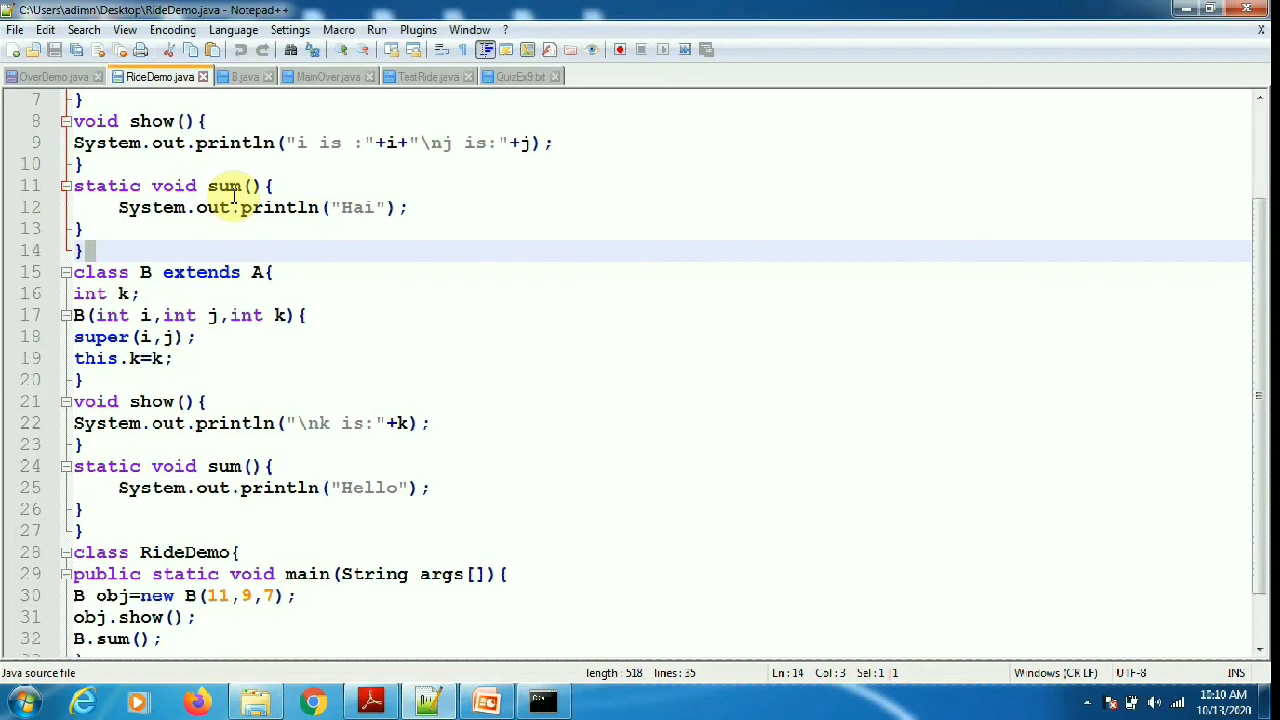 C:\Users\adimn\Desktop\RideDemo.java - Notepad++
File Edit Search View Encoding Language Settings Macro Run Plugins Window ? X
OverDemo.java RideDemo.java B.java MainOver.java TestRide.java QuizEx9.txt
7 }
8 void show(){
9 System.out.println("i is :"+i+"\nj is:"+j);
10 }
11 static void sum(){
12 System.out.println("Hai");
13 }
14 }
15 class B extends A{
16 int k;
17 B(int i,int j,int k){
18 super(i,j);
19 this.k=k;
20 }
21 void show(){
22 System.out.println("\nk is:"+k);
23 }
24 static void sum(){
25 System.out.println("Hello");
26 }
27 }
28 class RideDemo{
29 public static void main(String args[]){
30 B obj=new B(11,9,7);
31 obj.show();
32 B.sum();
Java source file length : 518 lines : 35 Ln : 14 Col : 3 Sel : 1 | 1 Windows (CR LF) UTF-8 INS
10:10 AM
10/13/2020